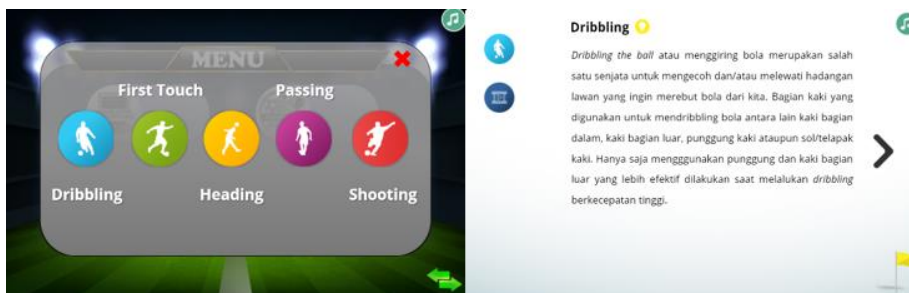 MENU
First Touch Passing
Dribbling Heading Shooting
Dribbling
Dribbling the ball atau menggiring bola merupakan salah
satu senjata untuk mengecoh dan/atau melewati hadangan
lawan yang ingin merebut bola dari kita. Bagian kaki yang
digunakan untuk mendribbling bola antara lain kaki bagian
dalam, kaki bagian luar, punggung kaki ataupun sol/telapak
kaki. Hanya saja mengggunakan punggung dan kaki bagian
luar yang lebih efektif dilakukan saat melalukan dribbling
berkecepatan tinggi.